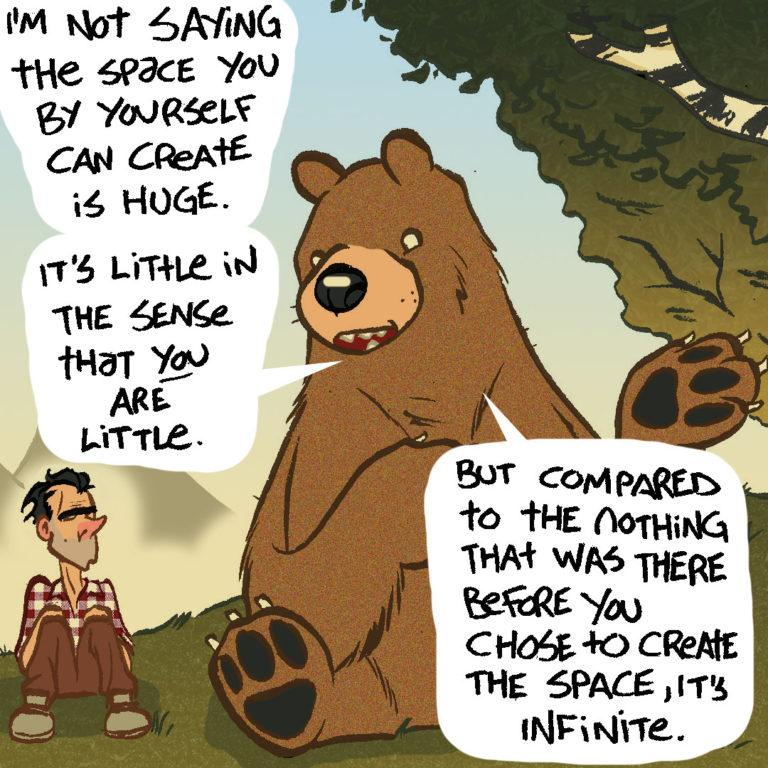 I'M NOT SAYING
THE SPACE YOU
BY YOURSELF
CAN CREATE
iS HUGE.
IT'S LITTLE iN
THE SENSE
tHAT YOU
ARE
LITTLE.
BUT COMPARED
to THE NOTHiNG
THAt WAS THERE
BEFORE YOU
CHOSE tO CREATE
THE SPACE, IT'S
INFiNiTE.